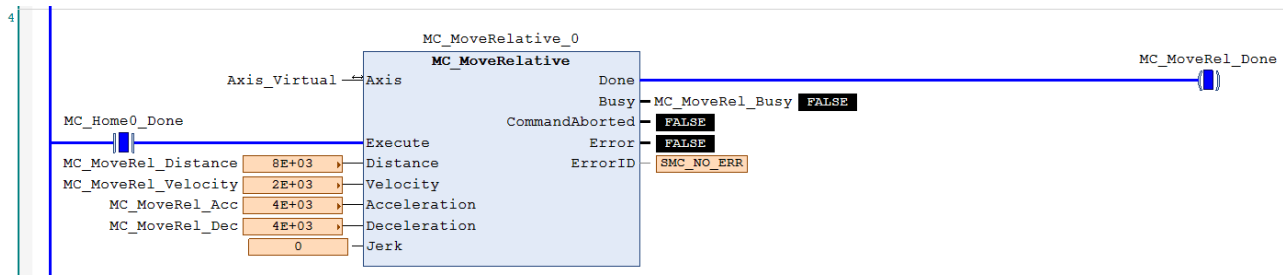 4
MC_MoveRelative_0
MC_MoveRelative
MC_MoveRel_Done
Axis_Virtual Axis Done
Busy MC_MoveRel_Busy FALSE
MC_Home0_Done CommandAborted FALSE
Execute Error FALSE
MC_MoveRel_Distance 8E+03 Distance ErrorID SMC_NO_ERR
MC_MoveRel_Velocity 2E+03 Velocity
MC_MoveRel_Acc 4E+03 Acceleration
MC_MoveRel_Dec 4E+03 Deceleration
0 Jerk